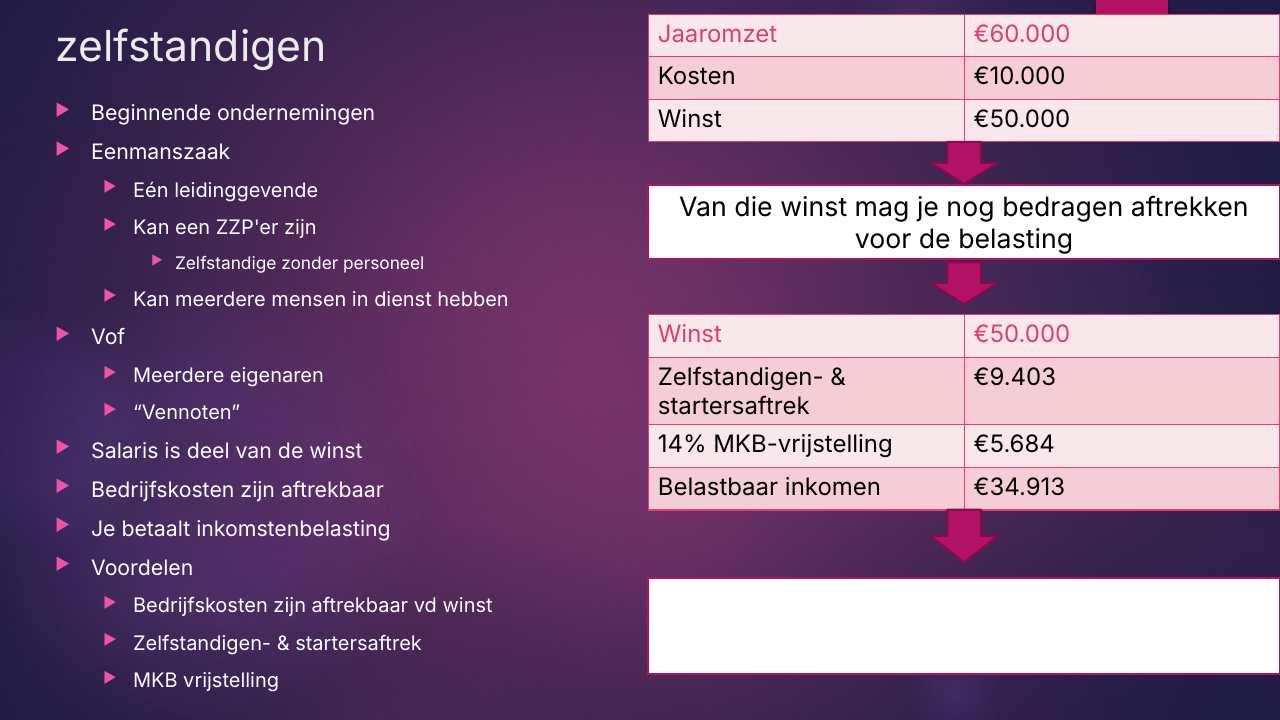 zelfstandigen
Beginnende ondernemingen
Eenmanszaak
Eén leidinggevende
Kan een ZZP'er zijn
Zelfstandige zonder personeel
Kan meerdere mensen in dienst hebben
Vof
Meerdere eigenaren
“Vennoten”
Salaris is deel van de winst
Bedrijfskosten zijn aftrekbaar
Je betaalt inkomstenbelasting
Voordelen
Bedrijfskosten zijn aftrekbaar vd winst
Zelfstandigen- & startersaftrek
MKB vrijstelling
Jaaromzet €60.000
Kosten €10.000
Winst €50.000
Van die winst mag je nog bedragen aftrekken
voor de belasting
Winst €50.000
Zelfstandigen- & €9.403
startersaftrek
14% MKB-vrijstelling €5.684
Belastbaar inkomen €34.913